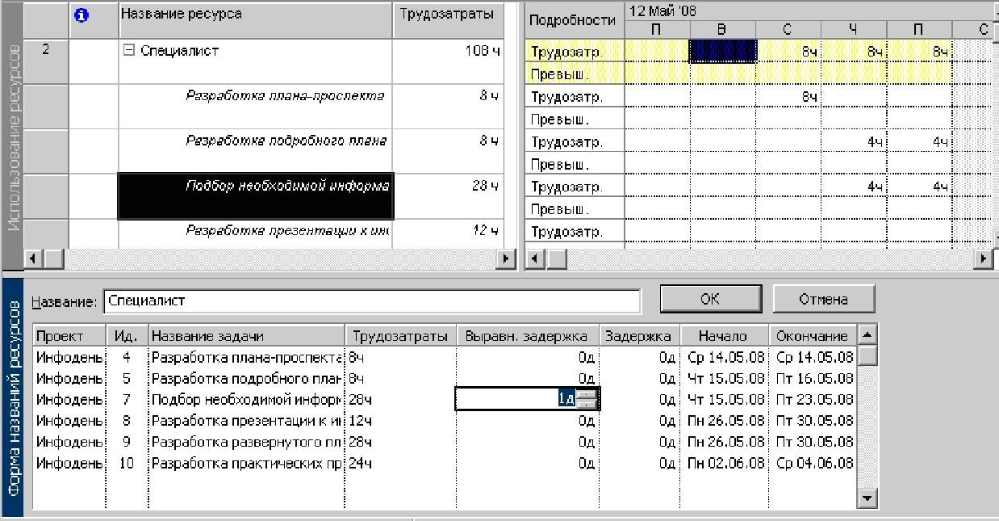 Использование ресурсов
Название ресурса Трудозатраты
2 Специалист 108 ч
Разработка плана-проспекта 8 ч
Разработка подробного плана 8 ч
Подбор необходимой информа 28 ч
Разработка презентации к ин 12 ч
Подробности 12 Май '08
П В С Ч П С
Трудозатр. 8ч 8ч 8ч
Превыш.
Трудозатр. 8ч
Превыш.
Трудозатр. 4ч 4ч
Превыш.
Трудозатр. 4ч 4ч
Превыш.
Трудозатр.
Форма названий ресурсов
Название: Специалист ОК Отмена
Проект Ид. Название задачи Трудозатраты Выравн. задержка Задержка Начало Окончание
Инфодень 4 Разработка плана-проспекта 8ч 0д 0д Ср 14.05.08 Ср 14.05.08
Инфодень 5 Разработка подробного план 8ч 0д 0д Чт 15.05.08 Пт 16.05.08
Инфодень 7 Подбор необходимой информ 28ч 1д 0д Чт 15.05.08 Пт 23.05.08
Инфодень 8 Разработка презентации к ин 12ч 0д 0д Пн 26.05.08 Пт 30.05.08
Инфодень 9 Разработка развернутого пл 28ч 0д 0д Пн 26.05.08 Пт 30.05.08
Инфодень 10 Разработка практических пр 24ч 0д 0д Пн 02.06.08 Ср 04.06.08